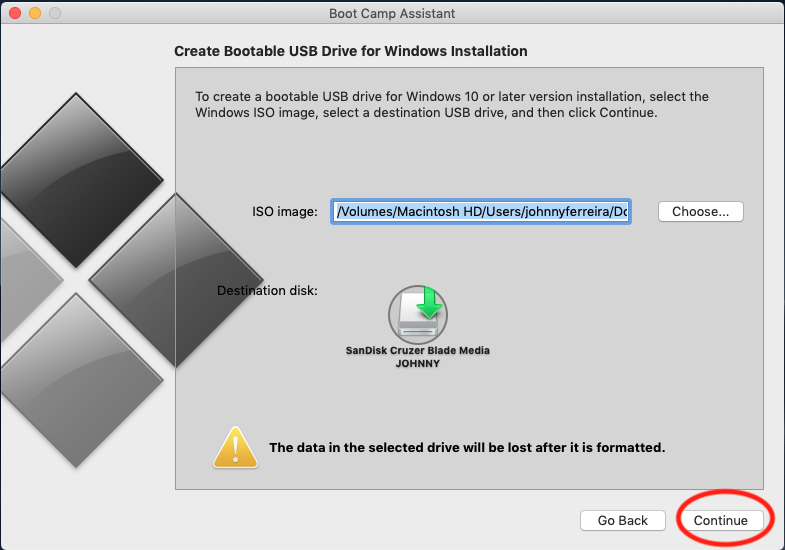 Boot Camp Assistant
Create Bootable USB Drive for Windows Installation
To create a bootable USB drive for Windows 10 or later version installation, select the
Windows ISO image, select a destination USB drive, and then click Continue.
ISO image:
/Volumes/Macintosh HD/Users/johnnyferreira/Do
Choose...
Destination disk:
SanDisk Cruzer Blade Media
JOHNNY
The data in the selected drive will be lost after it is formatted.
Go Back
Continue